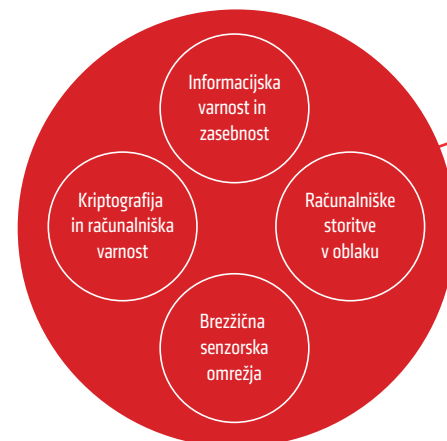 Informacijska
varnost in
zasebnost
Kriptografija
in računalniška
varnost
Računalniške
storitve
v oblaku
Brezžična
senzorska
omrežja